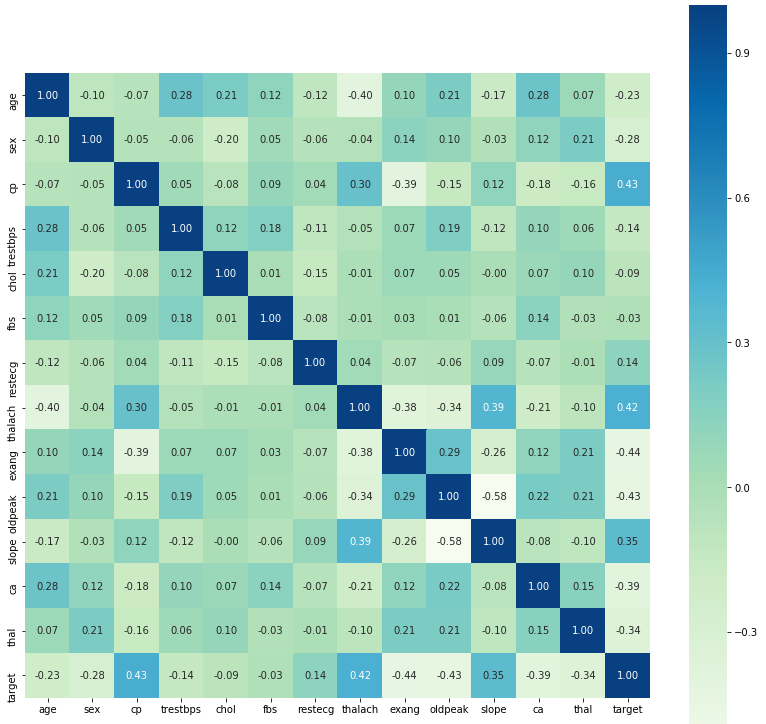 0.9
age 1.00 -0.10 -0.07 0.28 0.21 0.12 -0.12 -0.40 0.10 0.21 -0.17 0.28 0.07 -0.23
sex -0.10 1.00 -0.05 -0.06 -0.20 0.05 -0.06 -0.04 0.14 0.10 -0.03 0.12 0.21 -0.28
cp -0.07 -0.05 1.00 0.05 -0.08 0.09 0.04 0.30 -0.39 -0.15 0.12 -0.18 -0.16 0.43
0.6
trestbps 0.28 -0.06 0.05 1.00 0.12 0.18 -0.11 -0.05 0.07 0.19 -0.12 0.10 0.06 -0.14
chol 0.21 -0.20 -0.08 0.12 1.00 0.01 -0.15 -0.01 0.07 0.05 -0.00 0.07 0.10 -0.09
fbs 0.12 0.05 0.09 0.18 0.01 1.00 -0.08 -0.01 0.03 0.01 -0.06 0.14 -0.03 -0.03
0.3
restecg -0.12 -0.06 0.04 -0.11 -0.15 -0.08 1.00 0.04 -0.07 -0.06 0.09 -0.07 -0.01 0.14
thalach -0.40 -0.04 0.30 -0.05 -0.01 -0.01 0.04 1.00 -0.38 -0.34 0.39 -0.21 -0.10 0.42
exang 0.10 0.14 -0.39 0.07 0.07 0.03 -0.07 -0.38 1.00 0.29 -0.26 0.12 0.21 -0.44
0.0
oldpeak 0.21 0.10 -0.15 0.19 0.05 0.01 -0.06 -0.34 0.29 1.00 -0.58 0.22 0.21 -0.43
slope -0.17 -0.03 0.12 -0.12 -0.00 -0.06 0.09 0.39 -0.26 -0.58 1.00 -0.08 -0.10 0.35
ca 0.28 0.12 -0.18 0.10 0.07 0.14 -0.07 -0.21 0.12 0.22 -0.08 1.00 0.15 -0.39
thal 0.07 0.21 -0.16 0.06 0.10 -0.03 -0.01 -0.10 0.21 0.21 -0.10 0.15 1.00 -0.34
−0.3
target -0.23 -0.28 0.43 -0.14 -0.09 -0.03 0.14 0.42 -0.44 -0.43 0.35 -0.39 -0.34 1.00
age sex cp trestbps chol fbs restecg thalach exang oldpeak slope ca thal target